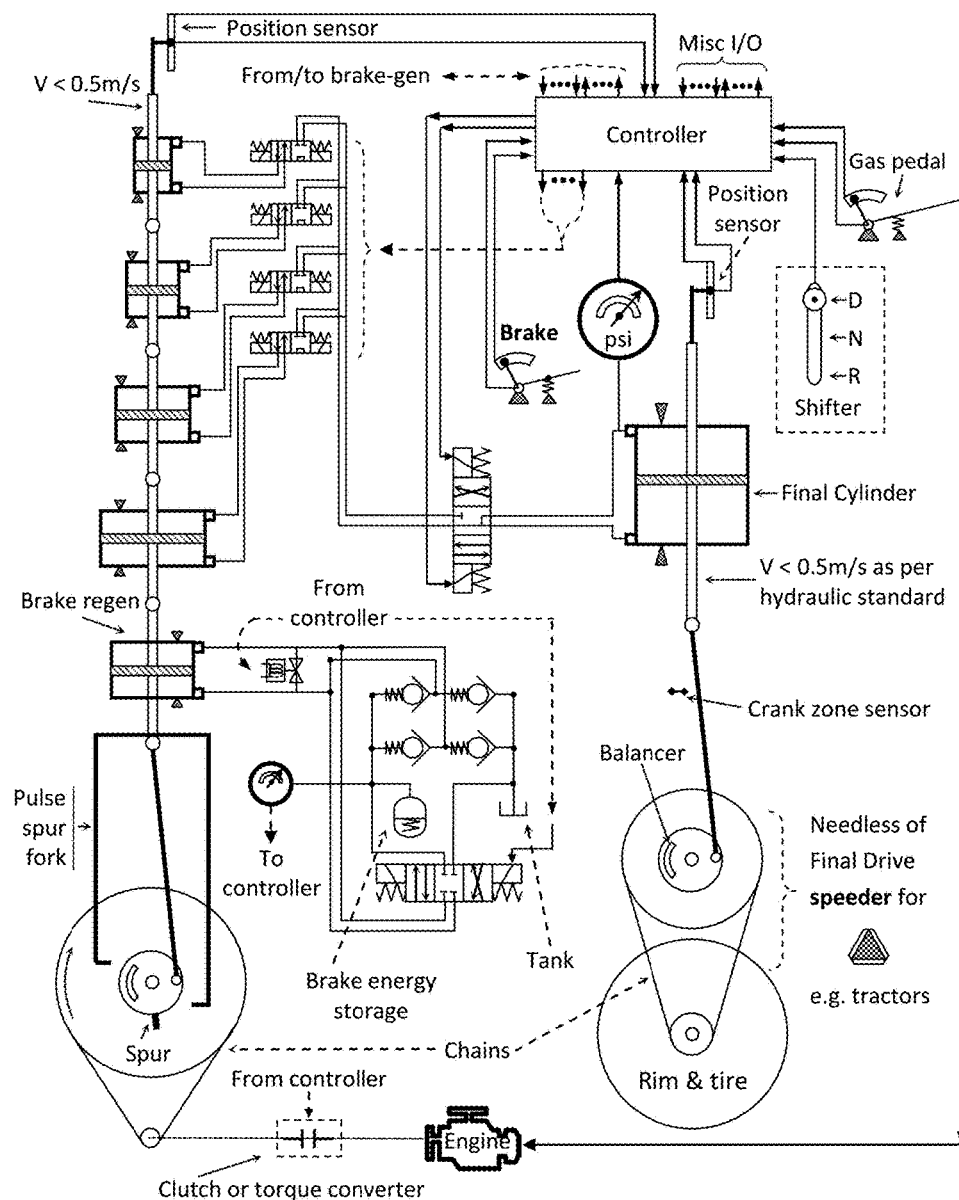 Position sensor
Misc I/O
From/to brake-gen
V < 0.5m/s
Controller
Gas pedal
Position
sensor
D
N
R
Shifter
Brake
psi
Final Cylinder
V < 0.5m/s as per
hydraulic standard
From
controller
Brake regen
Crank zone sensor
Balancer
Pulse
spur
fork
To
controller
Needless of
Final Drive
speeder for
e.g. tractors
Tank
Brake energy
storage
Spur
Chains
Rim & tire
From controller
Engine
Clutch or torque converter